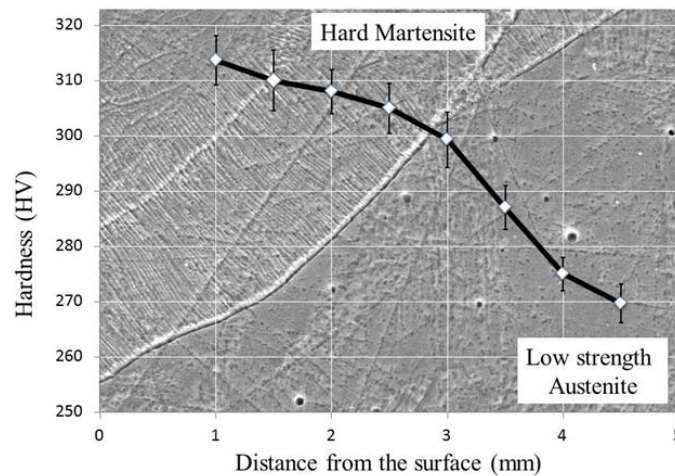 320
310
300
290
280
270
260
250
Hardness (HV)
Hard Martensite
Low strength
Austenite
0
1
2
3
4
5
Distance from the surface (mm)